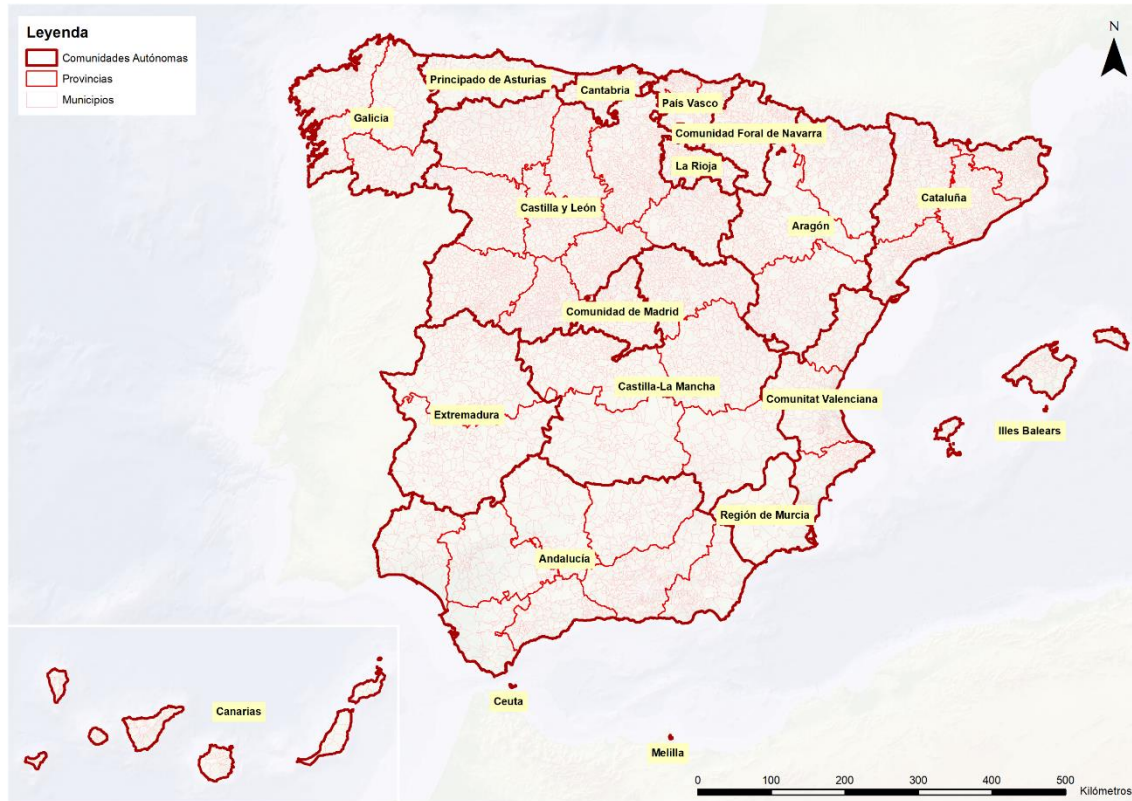 Leyenda
Comunidades Autónomas
Provincias
Municipios
N
Principado de Asturias
Cantabria
País Vasco
Galicia
Comunidad Foral de Navarra
La Rioja
Cataluña
Castilla y León
Aragón
Comunidad de Madrid
Castilla-La Mancha
Comunitat Valenciana
Extremadura
Illes Balears
Región de Murcia
Andalucía
Ceuta
Canarias
Melilla
0 100 200 300 400 500
Kilómetros